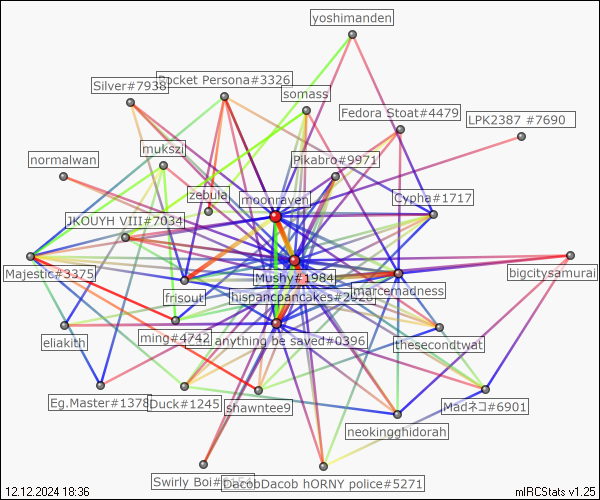 yoshimanden
Silver#7938
Pocket Persona#3326
somass
Fedora Stoat#4479
LPK2387 #7690
mukszi
normalwan
Pikabro#9971
zebula
moonraven
Cypha#1717
JKOUYH VIII#7034
Majestic#3375
Mushy#1984
bigcitysamurai
frisout
hispanicpancakes#2626
marcemadness
ming#4742
anything be saved#0396
eliakith
thesecondtwat
Eg.Master#1378
Duck#1245
shawntee9
Madネコ#6901
neokingghidorah
Swirly Boi
DacobDacob hORNY police#5271
12.12.2024 18:36
mIRCStats v1.25